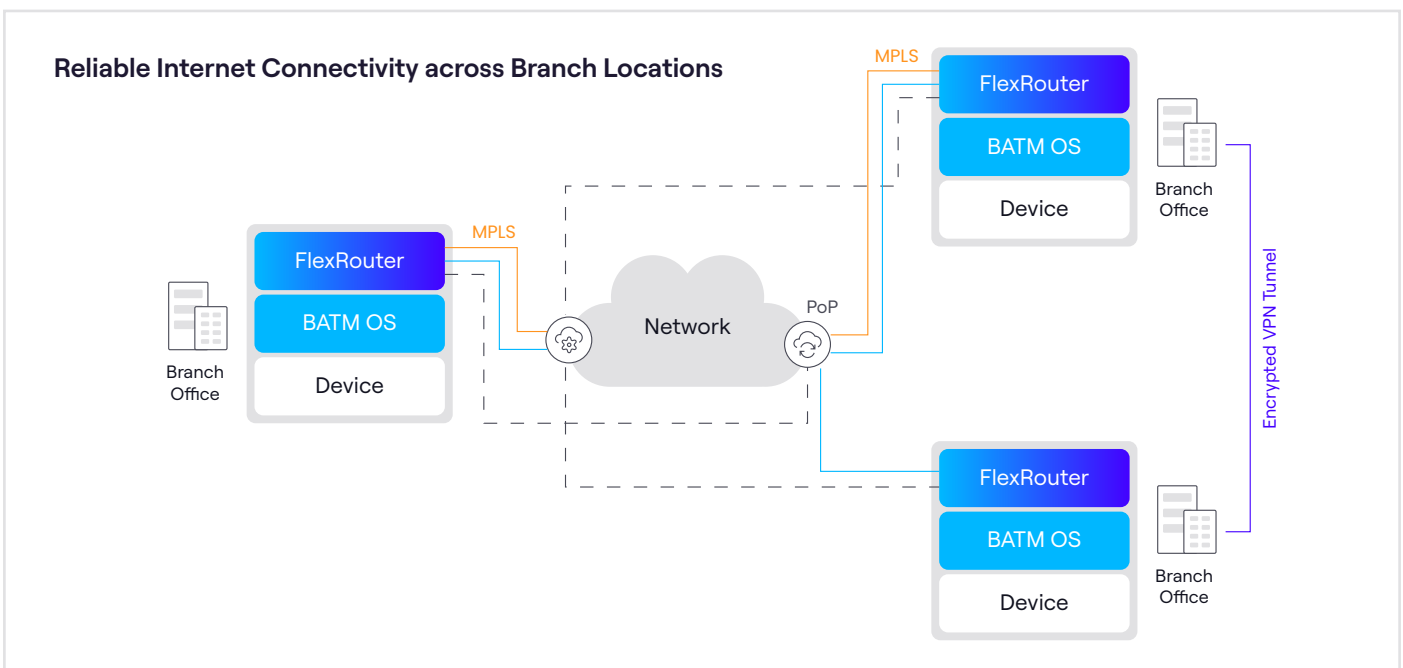 Reliable Internet Connectivity across Branch Locations
MPLS
FlexRouter
BATM OS
Device
Branch
Office
MPLS
FlexRouter
BATM OS
Device
Branch
Office
Network
PoP
MPLS
FlexRouter
BATM OS
Device
Branch
Office
Encrypted VPN Tunnel